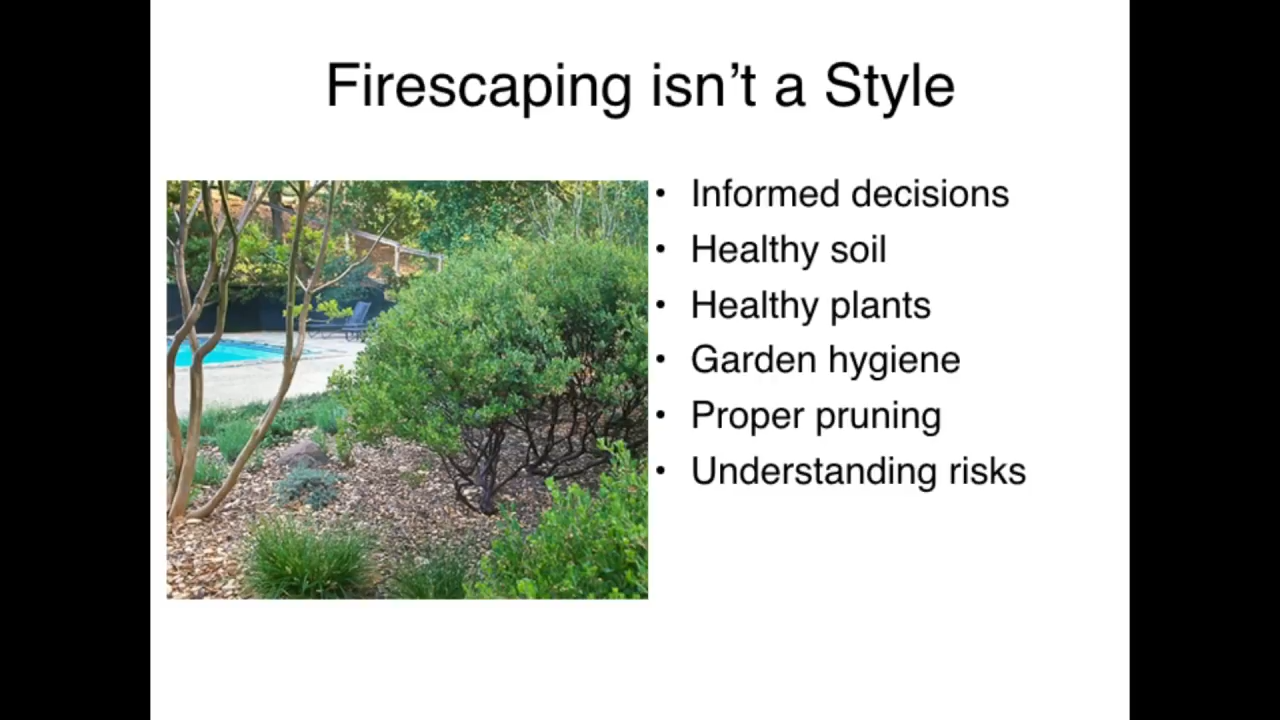 Firescaping isn’t a Style
• Informed decisions
• Healthy soil
• Healthy plants
• Garden hygiene
• Proper pruning
• Understanding risks